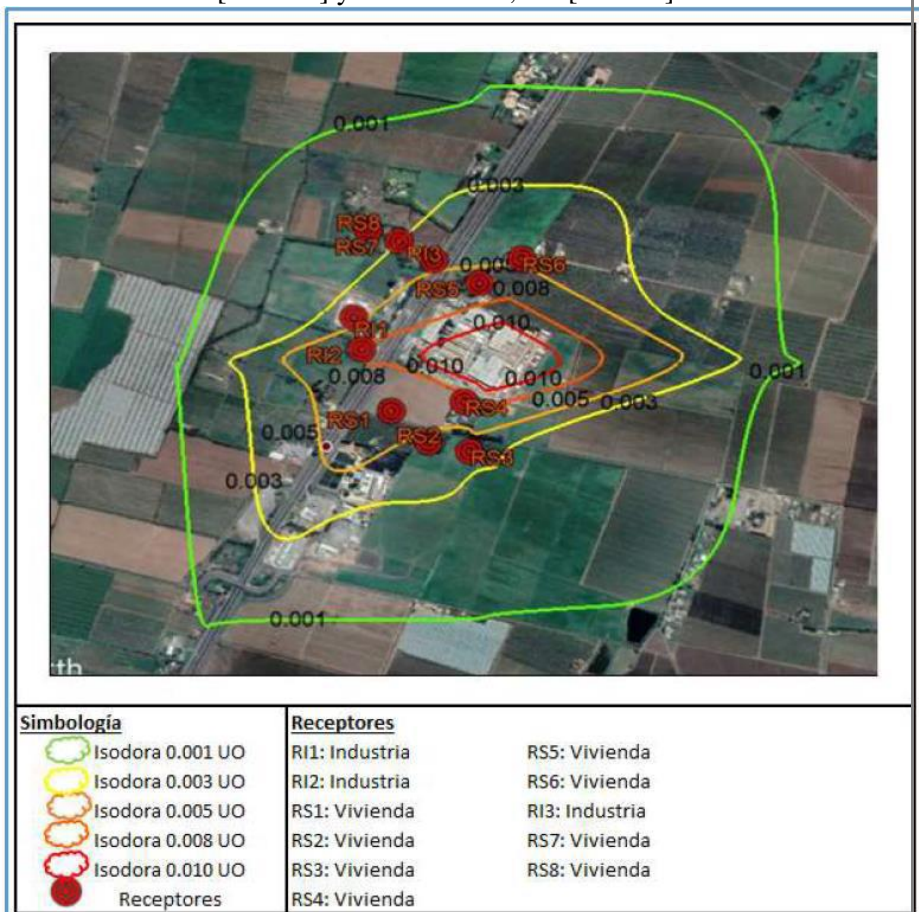 0.001
0.003
RS8
RS7
RI3
0.005
RS6
RS5
0.008
RI1
0.010
RI2
0.010
0.001
0.008
0.010
0.005
0.003
RS4
RS1
RS2
0.005
RS3
0.003
0.001
rth
Simbología
Isodora 0.001 UO
Isodora 0.003 UO
Isodora 0.005 UO
Isodora 0.008 UO
Isodora 0.010 UO
Receptores
Receptores
RI1: Industria
RI2: Industria
RS1: Vivienda
RS2: Vivienda
RS3: Vivienda
RS4: Vivienda
RS5: Vivienda
RS6: Vivienda
RI3: Industria
RS7: Vivienda
RS8: Vivienda